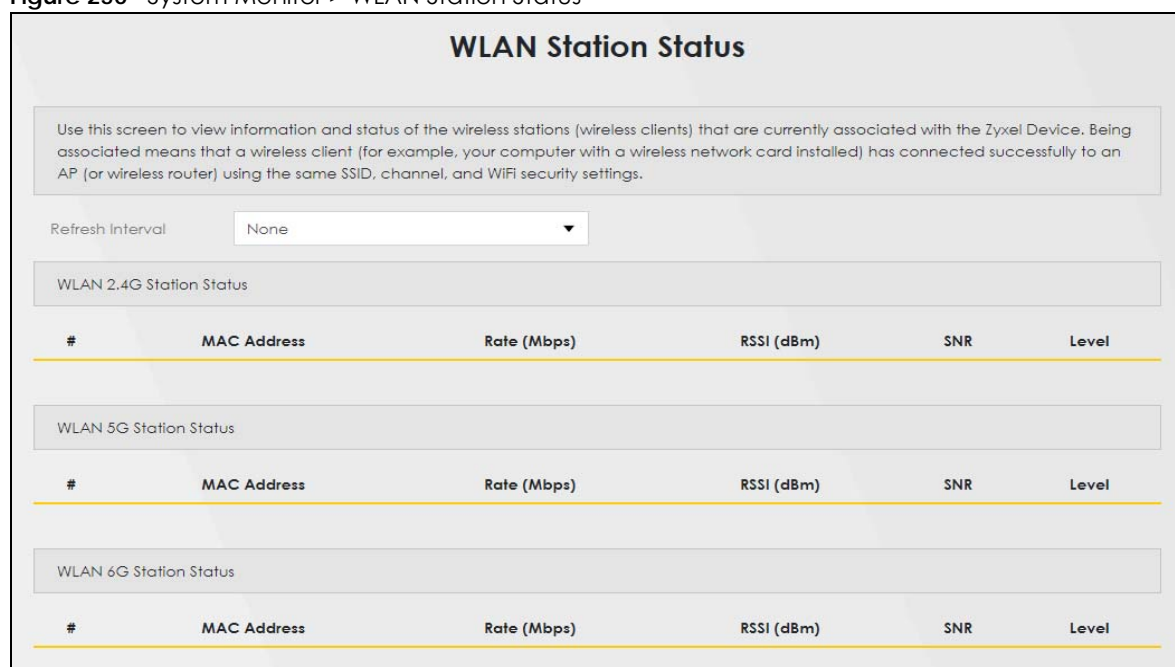 System Monitor > WLAN Station Status
WLAN Station Status
Use this screen to view information and status of the wireless stations (wireless clients) that are currently associated with the Zyxel Device. Being
associated means that a wireless client (for example, your computer with a wireless network card installed) has connected successfully to an
AP (or wireless router) using the same SSID, channel, and WiFi security settings.
Refresh Interval None
WLAN 2.4G Station Status
# MAC Address Rate (Mbps) RSSI (dBm) SNR Level
WLAN 5G Station Status
# MAC Address Rate (Mbps) RSSI (dBm) SNR Level
WLAN 6G Station Status
# MAC Address Rate (Mbps) RSSI (dBm) SNR Level